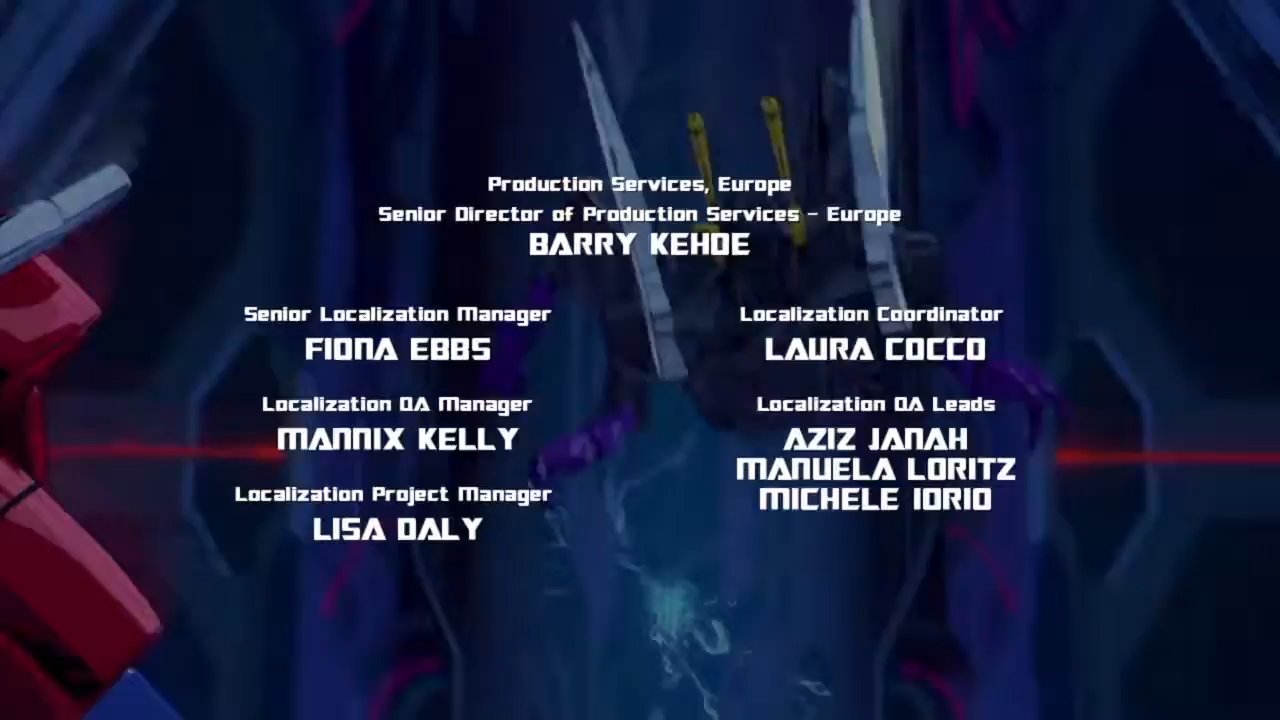 Production Services, Europe
Senior Director of Production Services - Europe
BARRY KEHOE
Senior Localization Manager
FIONA EBBS
Localization QA Manager
MANNIX KELLY
Localization Project Manager
LISA DALY
Localization Coordinator
LAURA COCCO
Localization QA Leads
AZIZ JANAH
MANUELA LORITZ
MICHELE IORIO